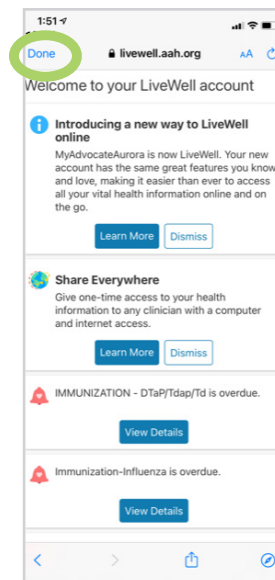 1:51
Done livewell.aah.org AA
Welcome to your LiveWell account
Introducing a new way to LiveWell
online
MyAdvocateAurora is now LiveWell. Your new
account has the same great features you know
and love, making it easier than ever to access
all your vital health information online and on
the go.
Learn More Dismiss
Share Everywhere
Give one-time access to your health
information to any clinician with a computer
and internet access.
Learn More Dismiss
IMMUNIZATION - DTaP/Tdap/Td is overdue.
View Details
Immunization-Influenza is overdue.
View Details